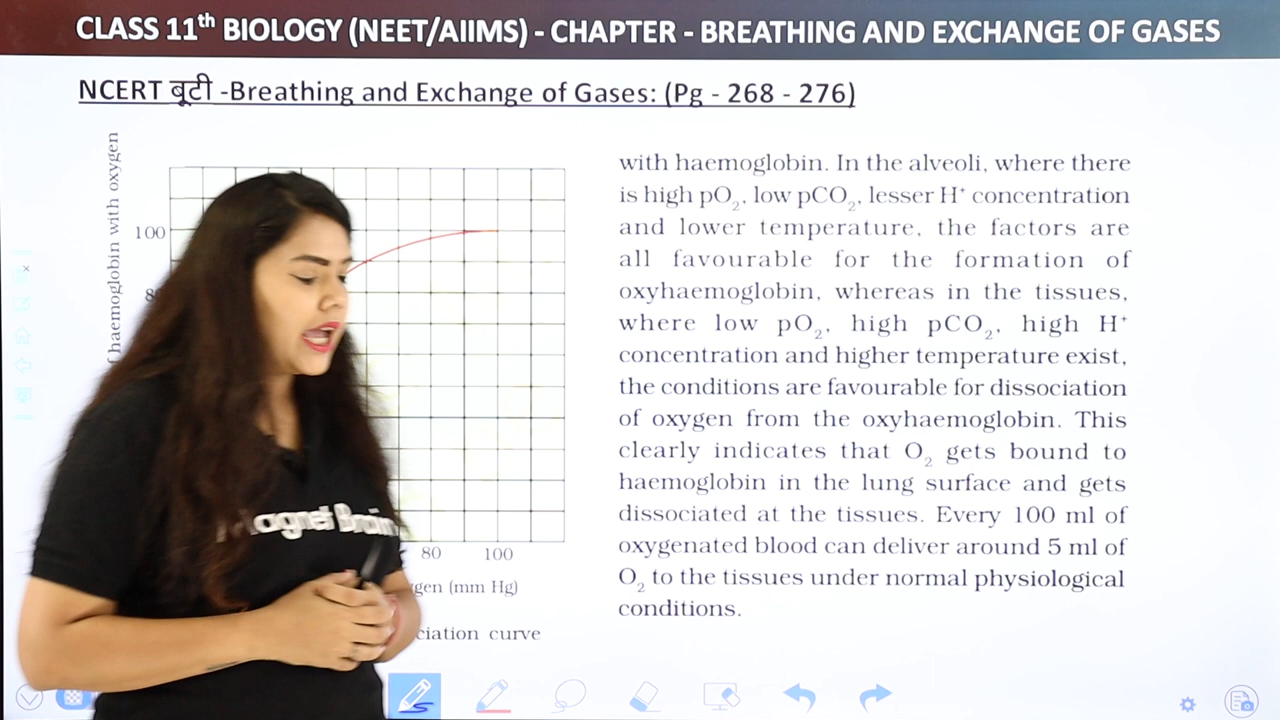 CLASS 11th BIOLOGY (NEET/AIIMS) - CHAPTER - BREATHING AND EXCHANGE OF GASES
NCERT बूटी -Breathing and Exchange of Gases: (Pg - 268 - 276)
haemoglobin with oxygen
100
80 100
(mm Hg)
curve
with haemoglobin. In the alveoli, where there
is high pO₂, low pCO₂, lesser H⁺ concentration
and lower temperature, the factors are
all favourable for the formation of
oxyhaemoglobin, whereas in the tissues,
where low pO₂, high pCO₂, high H⁺
concentration and higher temperature exist,
the conditions are favourable for dissociation
of oxygen from the oxyhaemoglobin. This
clearly indicates that O₂ gets bound to
haemoglobin in the lung surface and gets
dissociated at the tissues. Every 100 ml of
oxygenated blood can deliver around 5 ml of
O₂ to the tissues under normal physiological
conditions.
Magnet Brain